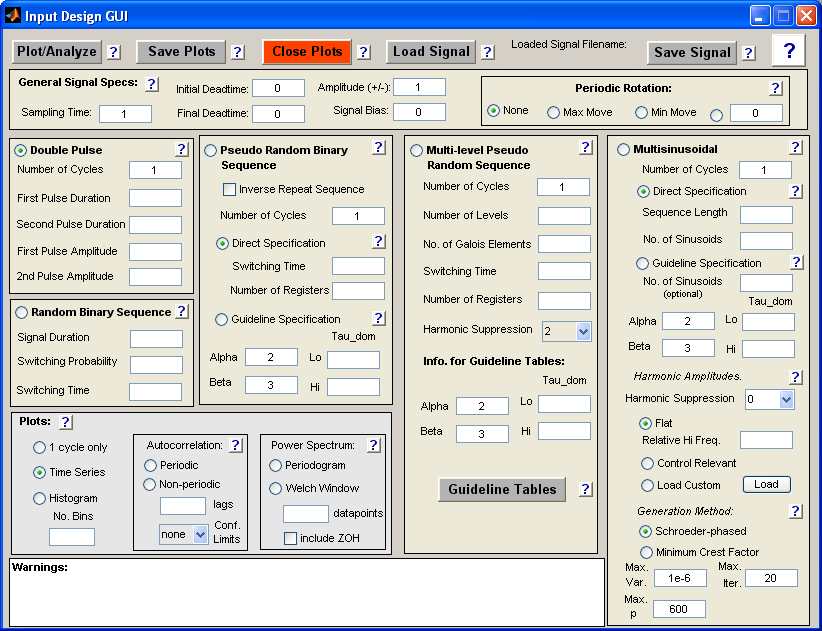 Input Design GUI
Plot/Analyze ? Save Plots ? Close Plots ? Load Signal ? Loaded Signal Filename: Save Signal ? ?
General Signal Specs: ?
Sampling Time: 1
Initial Deadtime: 0
Final Deadtime: 0
Amplitude (+/-): 1
Signal Bias: 0
Periodic Rotation: ?
None Max Move Min Move 0
Double Pulse ?
Number of Cycles 1
First Pulse Duration
Second Pulse Duration
First Pulse Amplitude
2nd Pulse Amplitude
Random Binary Sequence ?
Signal Duration
Switching Probability
Switching Time
Pseudo Random Binary ?
Sequence
Inverse Repeat Sequence
Number of Cycles 1
Direct Specification ?
Switching Time
Number of Registers
Guideline Specification ?
Tau_dom
Alpha 2 Lo
Beta 3 Hi
Multi-level Pseudo ?
Random Sequence
Number of Cycles 1
Number of Levels
No. of Galois Elements
Switching Time
Number of Registers
Harmonic Suppression 2
Info. for Guideline Tables:
Tau_dom
Alpha 2 Lo
Beta 3 Hi
Guideline Tables ?
Multisinusoidal ?
Number of Cycles 1
Direct Specification ?
Sequence Length
No. of Sinusoids
Guideline Specification ?
No. of Sinusoids
(optional)
Tau_dom
Alpha 2 Lo
Beta 3 Hi
Harmonic Amplitudes. ?
Harmonic Suppression 0
Flat
Relative Hi Freq.
Control Relevant
Load Custom Load
Generation Method: ?
Schroeder-phased
Minimum Crest Factor
Max. Var. 1e-6 Max. Iter. 20
Max. p 600
Plots: ?
1 cycle only
Time Series
Histogram
No. Bins
Autocorrelation: ?
Periodic
Non-periodic
lags
none Conf. Limits
Power Spectrum: ?
Periodogram
Welch Window
datapoints
include ZOH
Warnings: